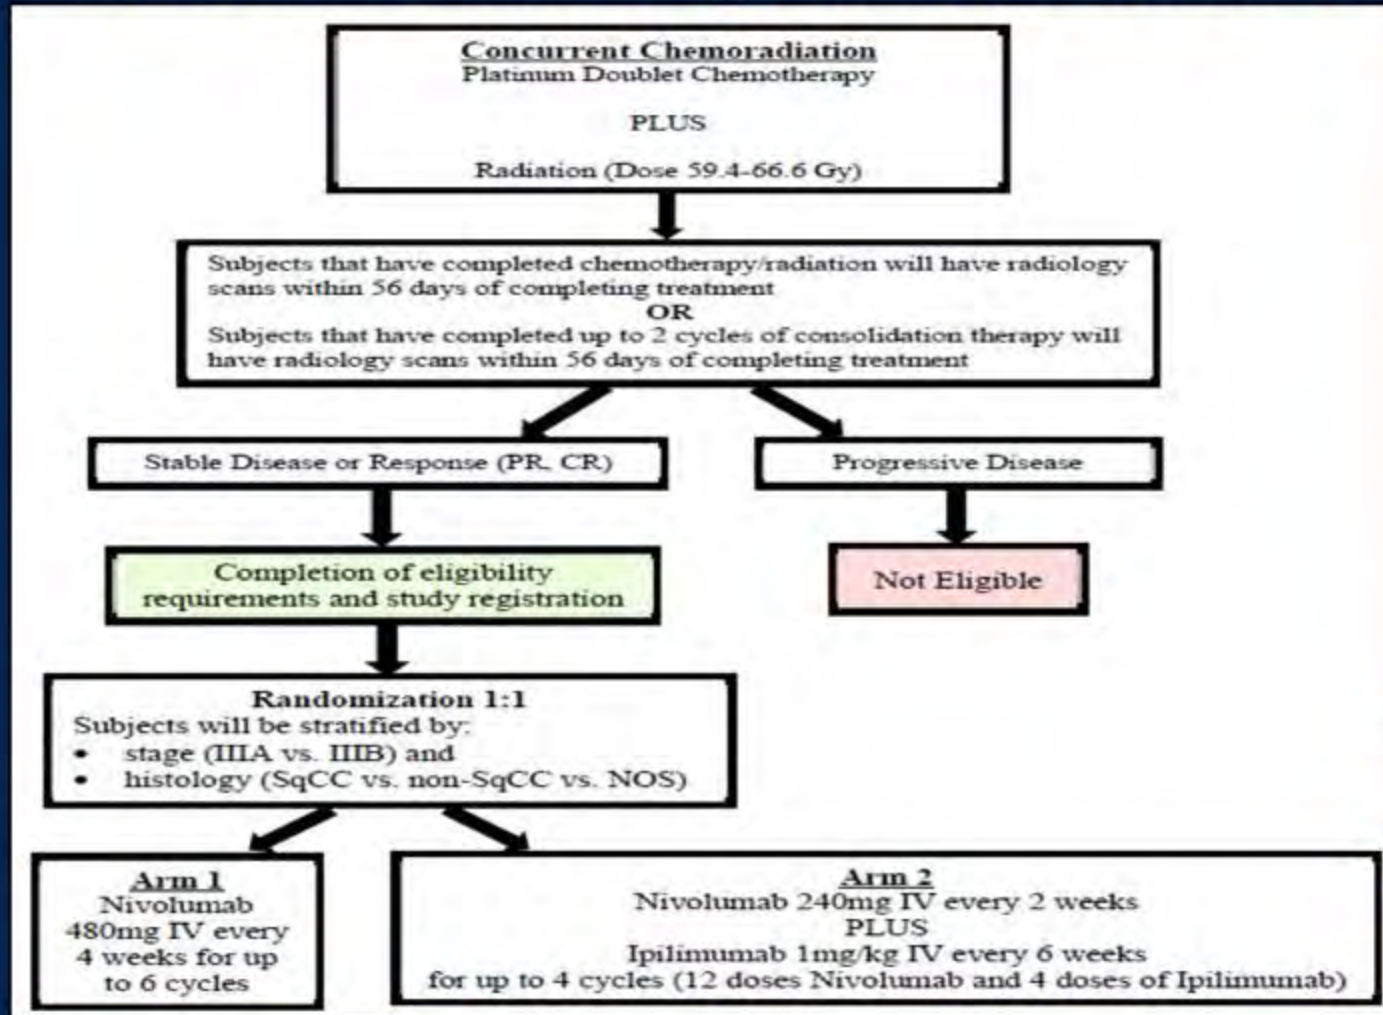 Concurrent Chemoradiation
Platinum Doublet Chemotherapy
PLUS
Radiation (Dose 59.4-66.6 Gy)
Subjects that have completed chemotherapy/radiation will have radiology
scans within 56 days of completing treatment
OR
Subjects that have completed up to 2 cycles of consolidation therapy will
have radiology scans within 56 days of completing treatment
Stable Disease or Response (PR, CR)
Progressive Disease
Completion of eligibility
requirements and study registration
Not Eligible
Randomization 1:1
Subjects will be stratified by:
• stage (IIIA vs. IIIB) and
• histology (SqCC vs. non-SqCC vs. NOS)
Arm 1
Nivolumab
480mg IV every
4 weeks for up
to 6 cycles
Arm 2
Nivolumab 240mg IV every 2 weeks
PLUS
Ipilimumab 1mg/kg IV every 6 weeks
for up to 4 cycles (12 doses Nivolumab and 4 doses of Ipilimumab)